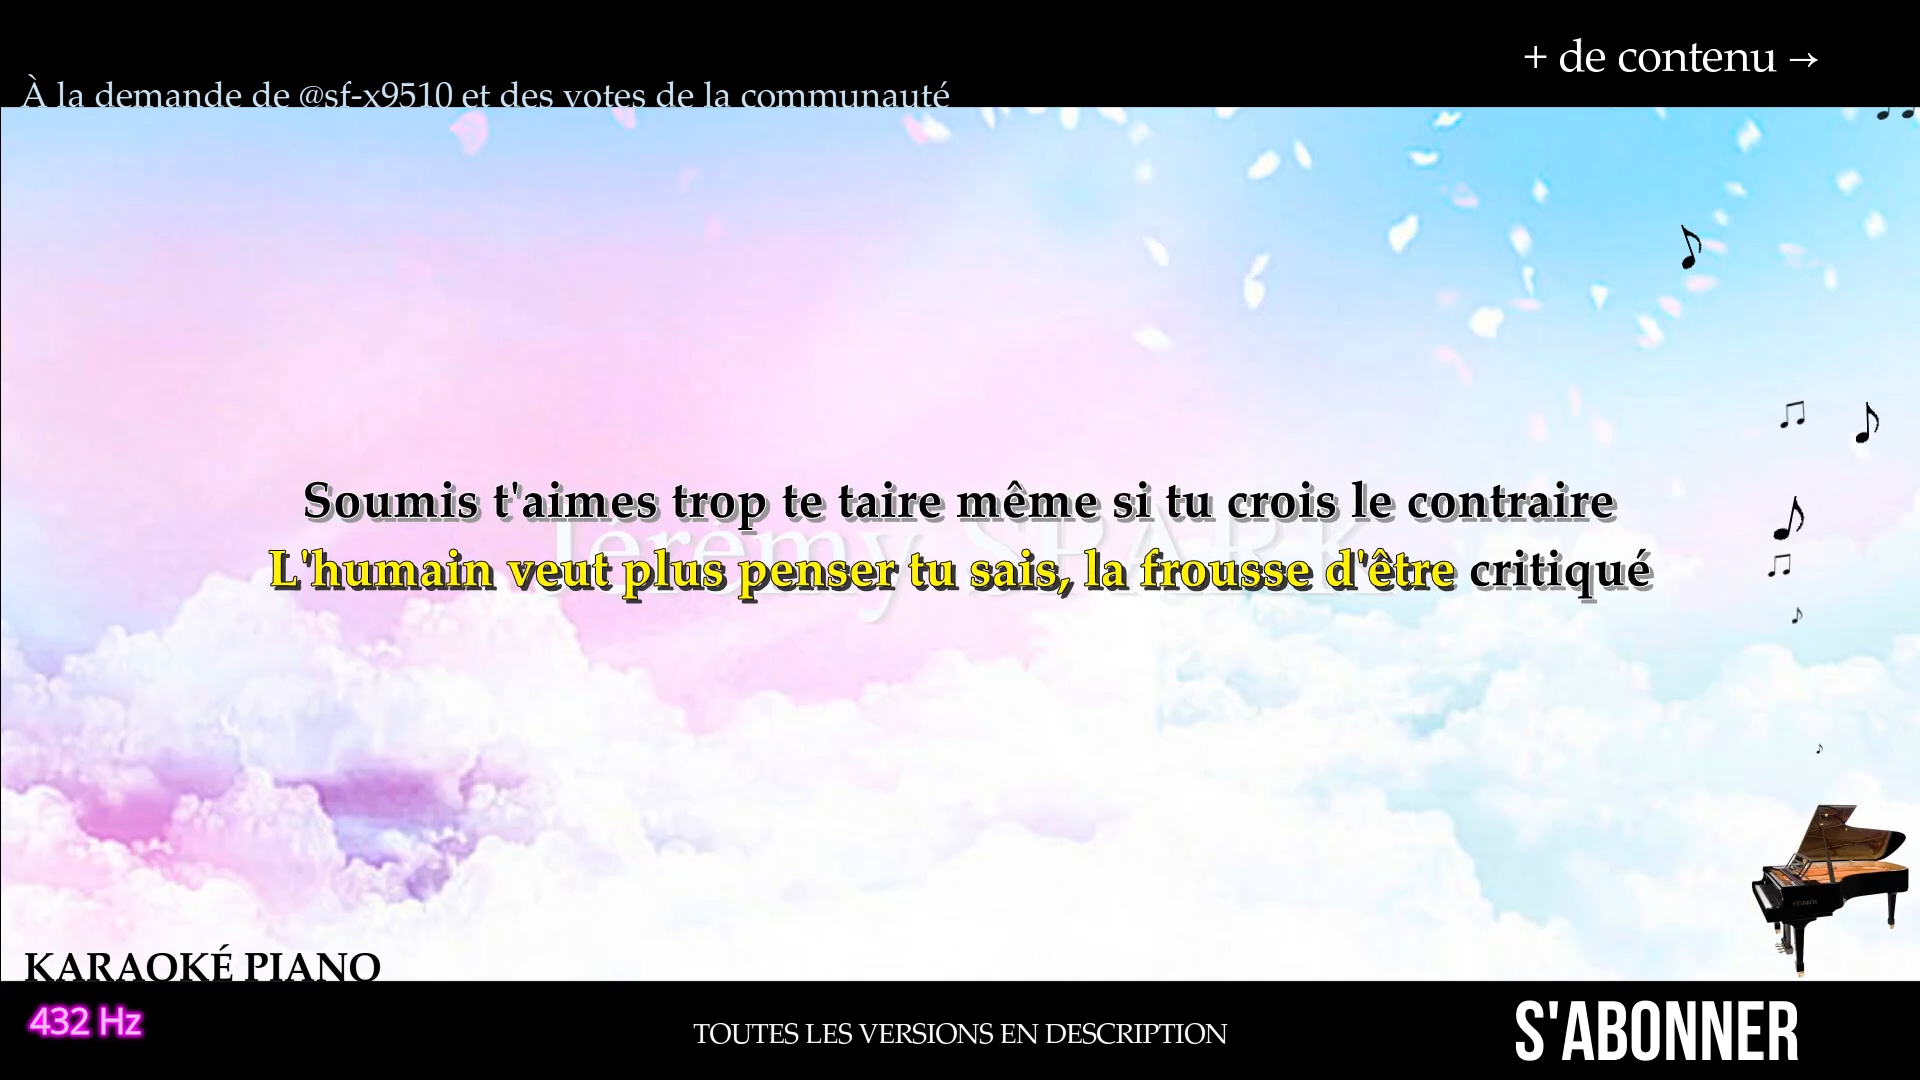 + de contenu →
À la demande de @sf-x9510 et des votes de la communauté
Soumis t'aimes trop te taire même si tu crois le contraire
Jérémy SPARK
L'humain veut plus penser tu sais, la frousse d'être critiqué
KARAOKÉ PIANO
432 Hz
TOUTES LES VERSIONS EN DESCRIPTION
S'ABONNER